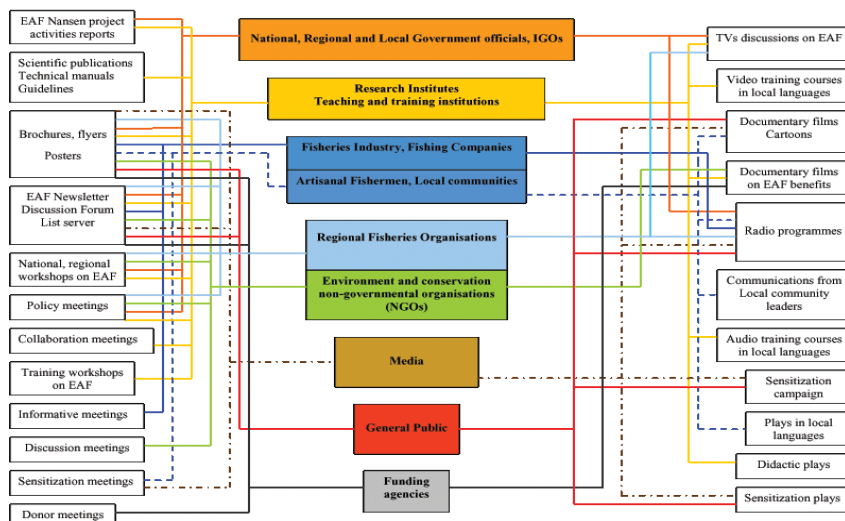 EAF Nansen project
activities reports
Scientific publications
Technical manuals
Guidelines
Brochures, flyers
Posters
EAF Newsletter
Discussion Forum
List server
National, regional
workshops on EAF
Policy meetings
Collaboration meetings
Training workshops
on EAF
Informative meetings
Discussion meetings
Sensitization meetings
Donor meetings
National, Regional and Local Government officials, IGOs
Research Institutes
Teaching and training institutions
Fisheries Industry, Fishing Companies
Artisanal Fishermen, Local communities
Regional Fisheries Organisations
Environment and conservation
non-governmental organisations
(NGOs)
Media
General Public
Funding
agencies
TVs discussions on EAF
Video training courses
in local languages
Documentary films
Cartoons
Documentary films
on EAF benefits
Radio programmes
Communications from
Local community
leaders
Audio training courses
in local languages
Sensitization
campaign
Plays in local
languages
Didactic plays
Sensitization plays